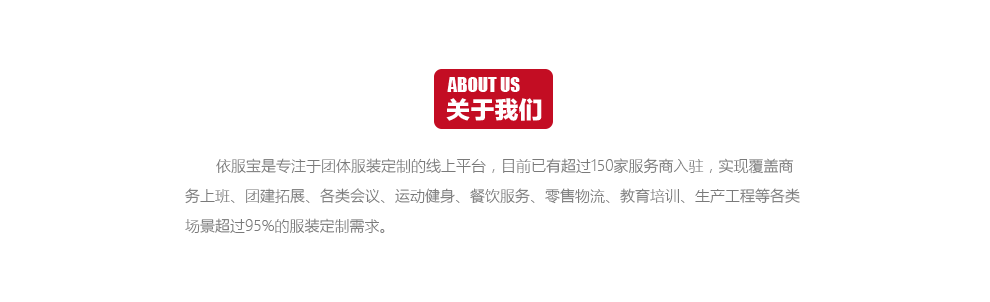 ABOUT US
关于我们
依服宝是专注于团体服装定制的线上平台，目前已有超过150家服务商入驻，实现覆盖商
务上班、团建拓展、各类会议、运动健身、餐饮服务、零售物流、教育培训、生产工程等各类
场景超过95%的服装定制需求。